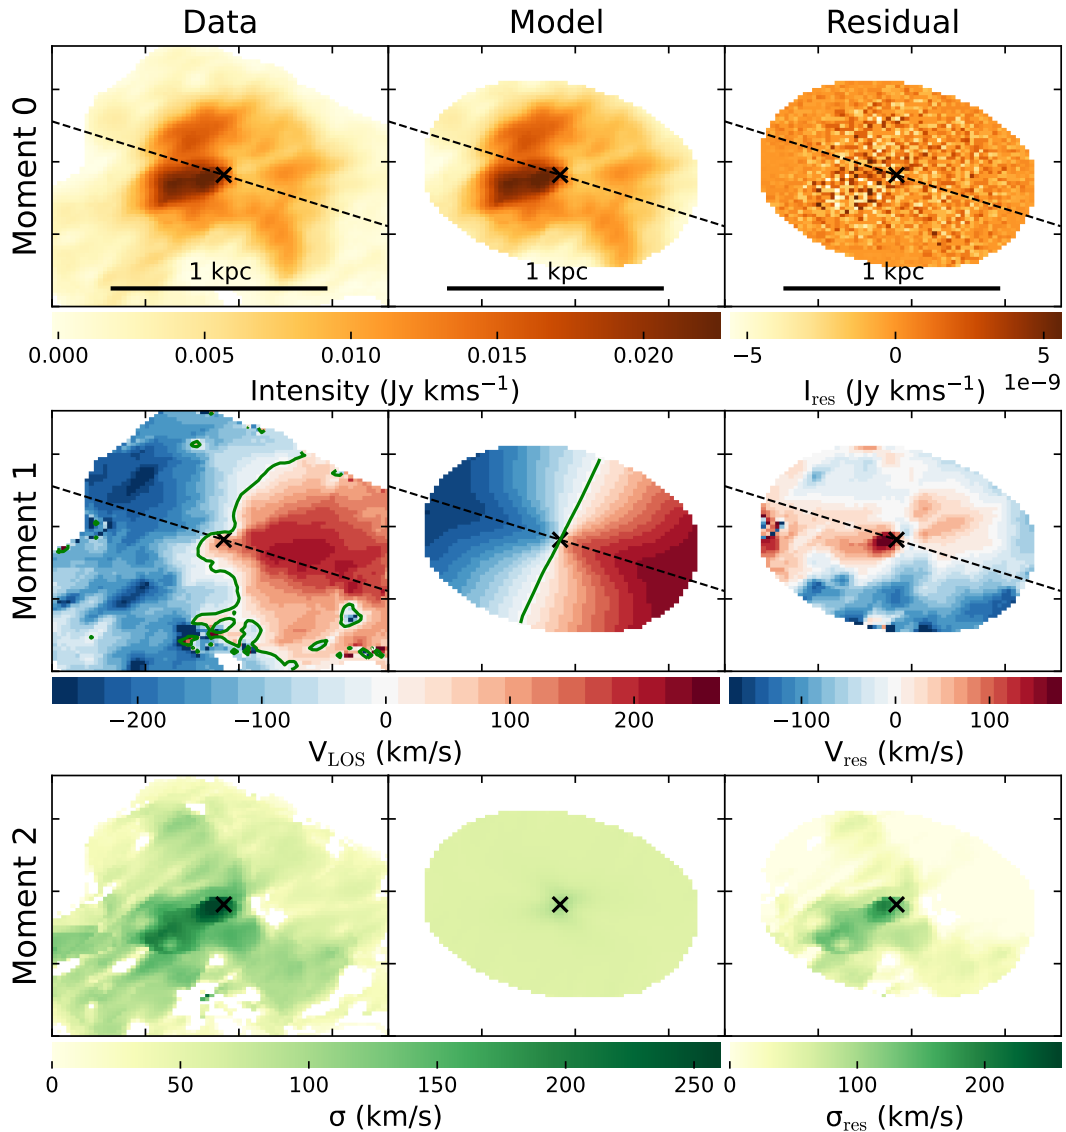 Data Model Residual
Moment 0
1 kpc 1 kpc 1 kpc
0.000 0.005 0.010 0.015 0.020 −5 0 5
Intensity (Jy kms⁻¹) I_res (Jy kms⁻¹) 1e−9
Moment 1
−200 −100 0 100 200 −100 0 100
V_LOS (km/s) V_res (km/s)
Moment 2
0 50 100 150 200 250 0 100 200
σ (km/s) σ_res (km/s)